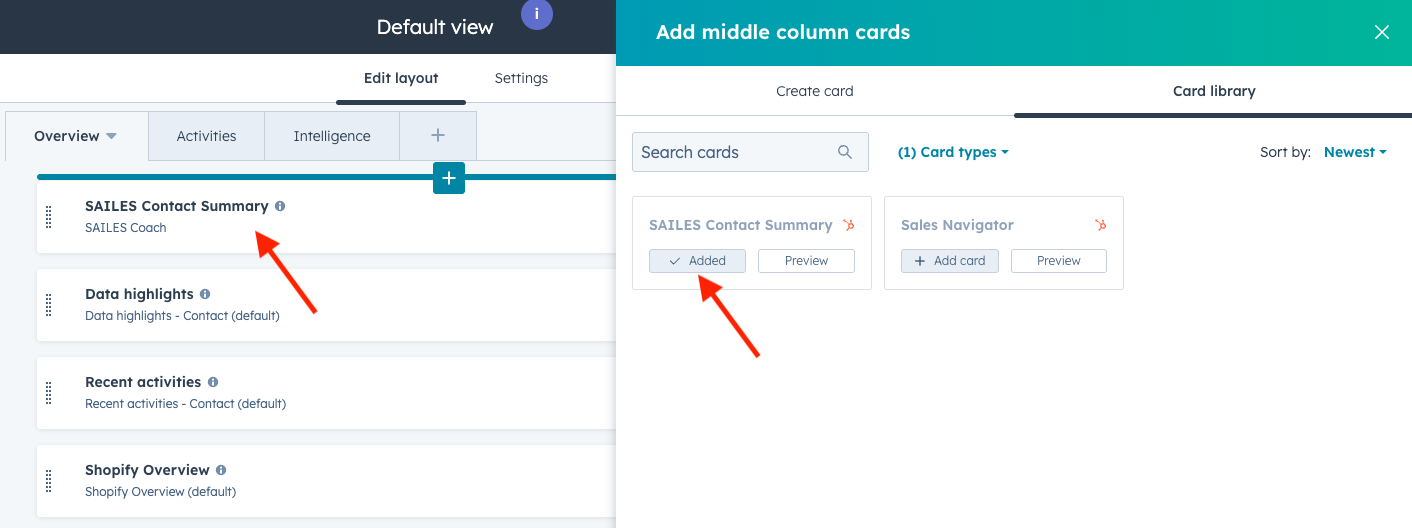 Default view
i
Edit layout
Settings
Overview
Activities
Intelligence
+
+
SAILES Contact Summary
SAILES Coach
Data highlights
Data highlights - Contact (default)
Recent activities
Recent activities - Contact (default)
Shopify Overview
Shopify Overview (default)
Add middle column cards
Create card
Card library
Search cards
(1) Card types
Sort by: Newest
SAILES Contact Summary
Added
Preview
Sales Navigator
+ Add card
Preview